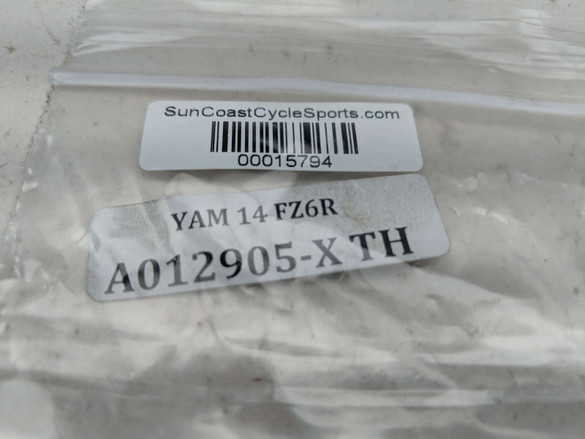 SunCoastCycleSports.com
00015794
YAM 14 FZ6R
A012905-X TH